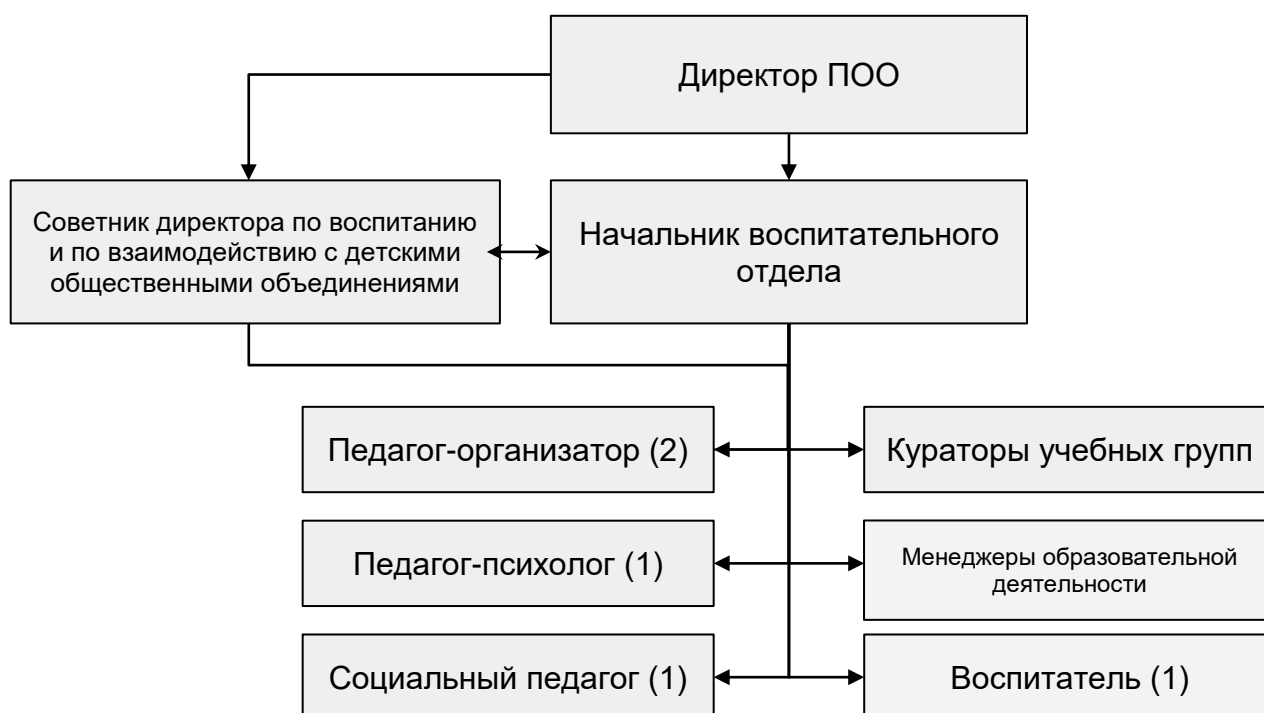 Директор ПОО
Советник директора по воспитанию
и по взаимодействию с детскими
общественными объединениями
Начальник воспитательного
отдела
Педагог-организатор (2)
Кураторы учебных групп
Педагог-психолог (1)
Менеджеры образовательной
деятельности
Социальный педагог (1)
Воспитатель (1)